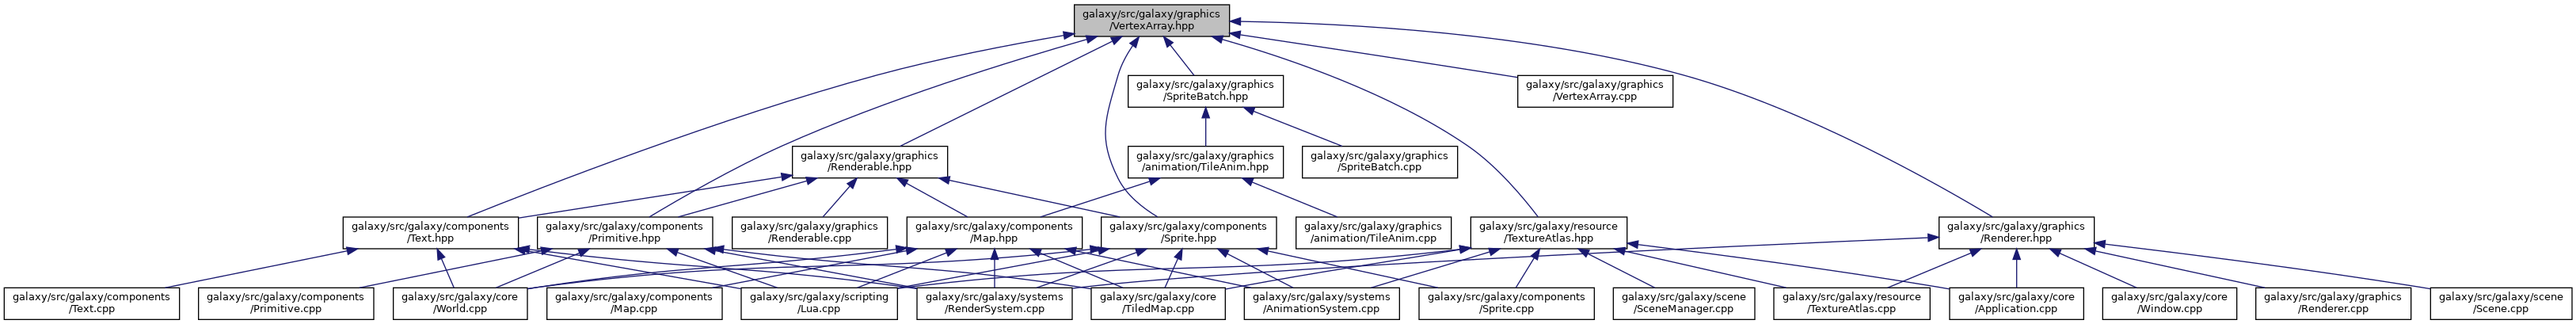 galaxy/src/galaxy/graphics
/VertexArray.hpp
galaxy/src/galaxy/graphics
/SpriteBatch.hpp
galaxy/src/galaxy/graphics
/VertexArray.cpp
galaxy/src/galaxy/graphics
/Renderable.hpp
galaxy/src/galaxy/graphics
/animation/TileAnim.hpp
galaxy/src/galaxy/graphics
/SpriteBatch.cpp
galaxy/src/galaxy/components
/Text.hpp
galaxy/src/galaxy/components
/Primitive.hpp
galaxy/src/galaxy/graphics
/Renderable.cpp
galaxy/src/galaxy/components
/Map.hpp
galaxy/src/galaxy/components
/Sprite.hpp
galaxy/src/galaxy/graphics
/animation/TileAnim.cpp
galaxy/src/galaxy/resource
/TextureAtlas.hpp
galaxy/src/galaxy/graphics
/Renderer.hpp
galaxy/src/galaxy/components
/Text.cpp
galaxy/src/galaxy/components
/Primitive.cpp
galaxy/src/galaxy/core
/World.cpp
galaxy/src/galaxy/components
/Map.cpp
galaxy/src/galaxy/scripting
/Lua.cpp
galaxy/src/galaxy/systems
/RenderSystem.cpp
galaxy/src/galaxy/core
/TiledMap.cpp
galaxy/src/galaxy/systems
/AnimationSystem.cpp
galaxy/src/galaxy/components
/Sprite.cpp
galaxy/src/galaxy/scene
/SceneManager.cpp
galaxy/src/galaxy/resource
/TextureAtlas.cpp
galaxy/src/galaxy/core
/Application.cpp
galaxy/src/galaxy/core
/Window.cpp
galaxy/src/galaxy/graphics
/Renderer.cpp
galaxy/src/galaxy/scene
/Scene.cpp